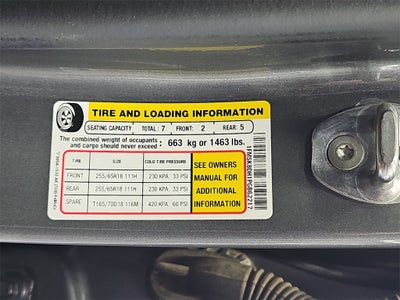 TIRE AND LOADING INFORMATION
SEATING CAPACITY TOTAL: 7 FRONT: 2 REAR: 5
The combined weight of occupants and cargo should never exceed : 663 kg or 1463 lbs.
TIRE SIZE COLD TIRE PRESSURE
FRONT 255/65R18 111H 230 KPA, 33 PSI
REAR 255/65R18 111H 230 KPA, 33 PSI
SPARE T165/70D18 116M 420 KPA, 60 PSI
SEE OWNERS
MANUAL FOR
ADDITIONAL
INFORMATION